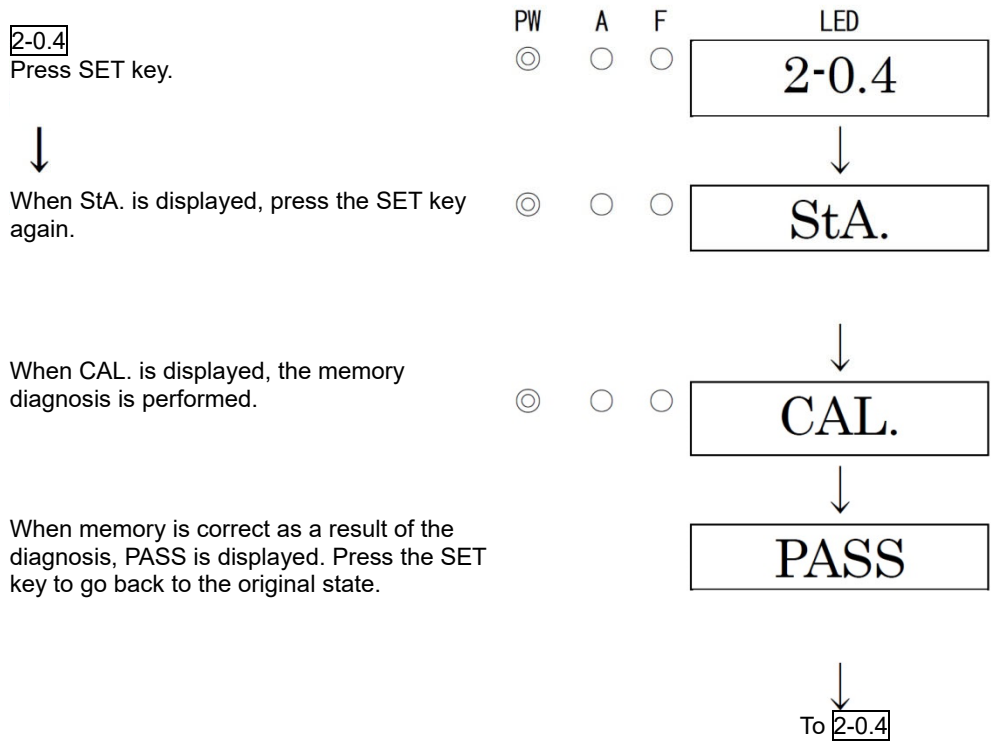 PW A F LED
2-0.4
Press SET key.
2-0.4
When StA. is displayed, press the SET key
again.
StA.
When CAL. is displayed, the memory
diagnosis is performed.
CAL.
When memory is correct as a result of the
diagnosis, PASS is displayed. Press the SET
key to go back to the original state.
PASS
To 2-0.4